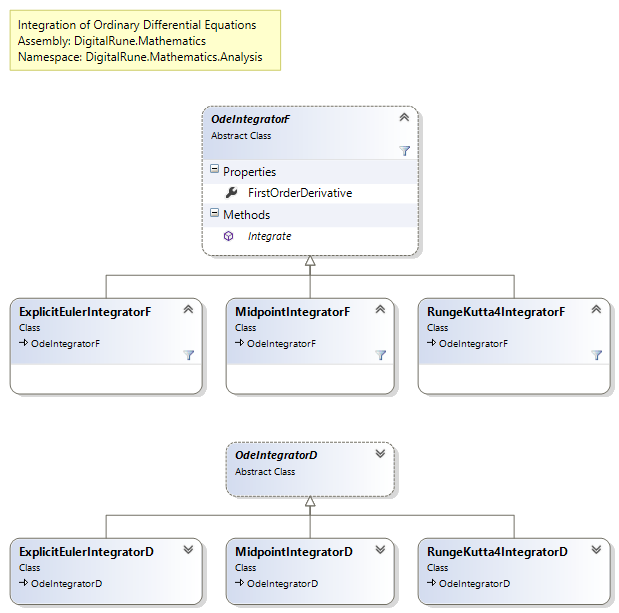 Integration of Ordinary Differential Equations
Assembly: DigitalRune.Mathematics
Namespace: DigitalRune.Mathematics.Analysis
OdeIntegratorF
Abstract Class
Properties
FirstOrderDerivative
Methods
Integrate
ExplicitEulerIntegratorF
Class
OdeIntegratorF
MidpointIntegratorF
Class
OdeIntegratorF
RungeKutta4IntegratorF
Class
OdeIntegratorF
OdeIntegratorD
Abstract Class
ExplicitEulerIntegratorD
Class
OdeIntegratorD
MidpointIntegratorD
Class
OdeIntegratorD
RungeKutta4IntegratorD
Class
OdeIntegratorD